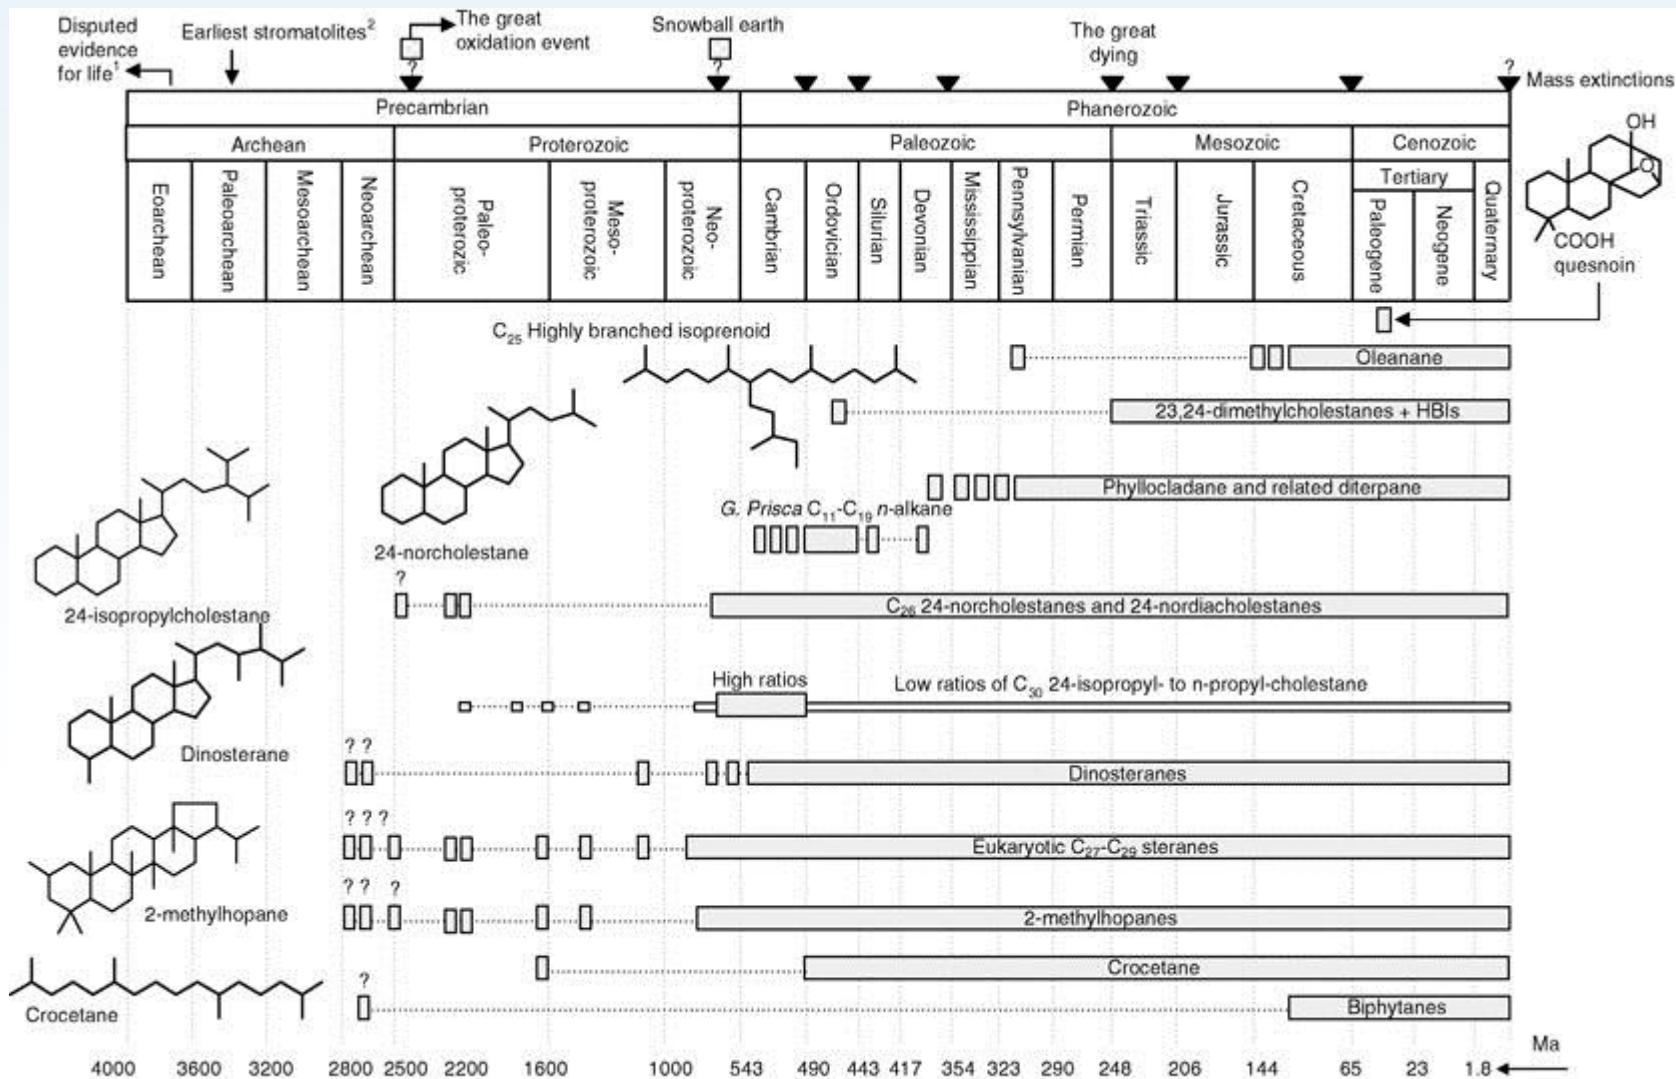 Disputed
evidence
for life1
Earliest stromatolites2
The great
oxidation event
Snowball earth
The great
dying
Mass extinctions
?
?
?
Precambrian
Phanerozoic
Archean
Proterozoic
Paleozoic
Mesozoic
Cenozoic
Eoarchean
Paleoarchean
Mesoarchean
Neoarchean
Paleo-
proterozic
Meso-
proterozoic
Neo-
proterozoic
Cambrian
Ordovician
Silurian
Devonian
Mississippian
Pennsylvanian
Permian
Triassic
Jurassic
Cretaceous
Tertiary
Paleogene
Neogene
Quaternary
OH
O
COOH
quesnoin
C25 Highly branched isoprenoid
Oleanane
23,24-dimethylcholestanes + HBIs
Phyllocladane and related diterpane
G. Prisca C11-C19 n-alkane
24-norcholestane
?
C26 24-norcholestanes and 24-nordiacholestanes
24-isopropylcholestane
High ratios
Low ratios of C30 24-isopropyl- to n-propyl-cholestane
Dinosterane
? ?
Dinosteranes
? ? ?
Eukaryotic C27-C29 steranes
2-methylhopane
? ? ?
2-methylhopanes
Crocetane
Crocetane
?
Biphytanes
Ma
4000 3600 3200 2800 2500 2200 1600 1000 543 490 443 417 354 323 290 248 206 144 65 23 1.8